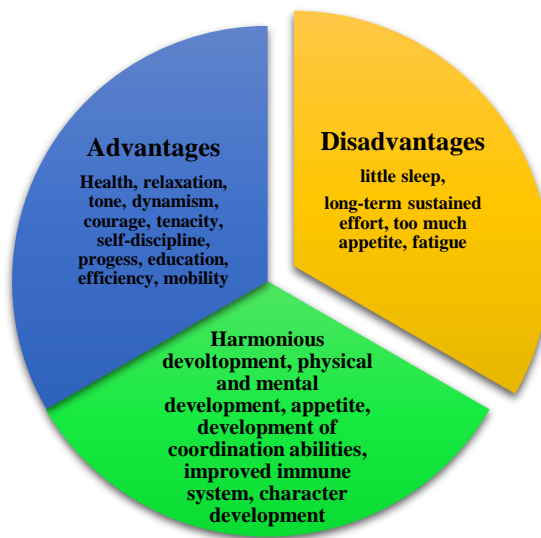 Advantages
Health, relaxation,
tone, dynamism,
courage, tenacity,
self-discipline,
progess, education,
efficiency, mobility
Disadvantages
little sleep,
long-term sustained
effort, too much
appetite, fatigue
Harmonious
devoltopment, physical
and mental
development, appetite,
development of
coordination abilities,
improved immune
system, character
development